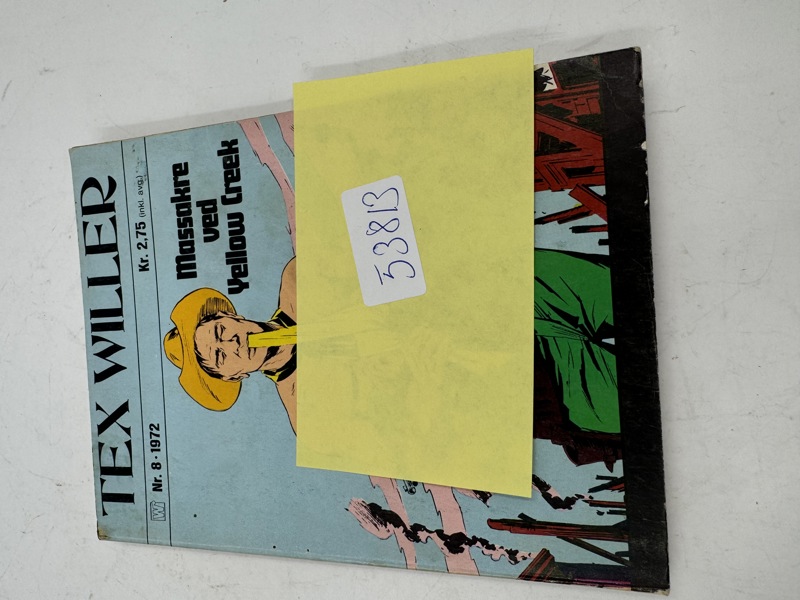 TEX WILLER
Nr. 8 · 1972
Kr. 2,75 (inkl. avg.)
Massakre
ved
Yellow Creek
53813